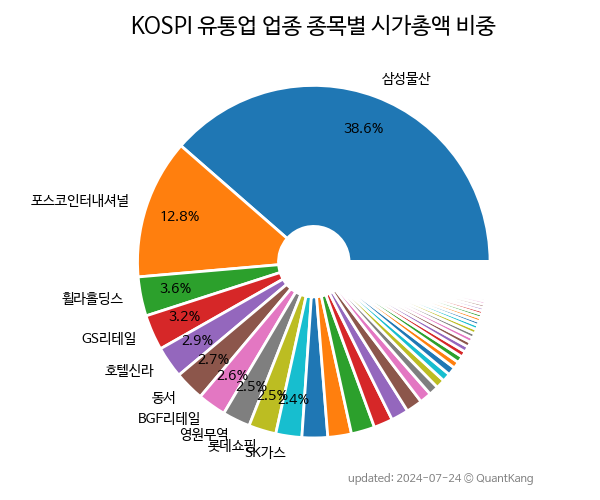 KOSPI 유통업 업종 종목별 시가총액 비중
삼성물산
38.6%
포스코인터내셔널
12.8%
휠라홀딩스
3.6%
GS리테일
3.2%
호텔신라
2.9%
동서
2.7%
BGF리테일
2.6%
영원무역
2.5%
롯데쇼핑
2.5%
SK가스
2.4%
updated: 2024-07-24 © QuantKang